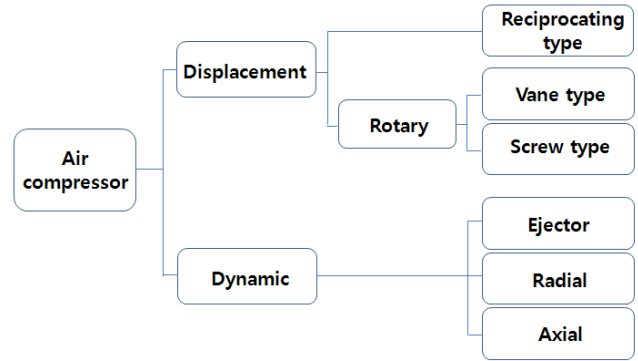 Air
compressor
Displacement
Reciprocating
type
Rotary
Vane type
Screw type
Dynamic
Ejector
Radial
Axial